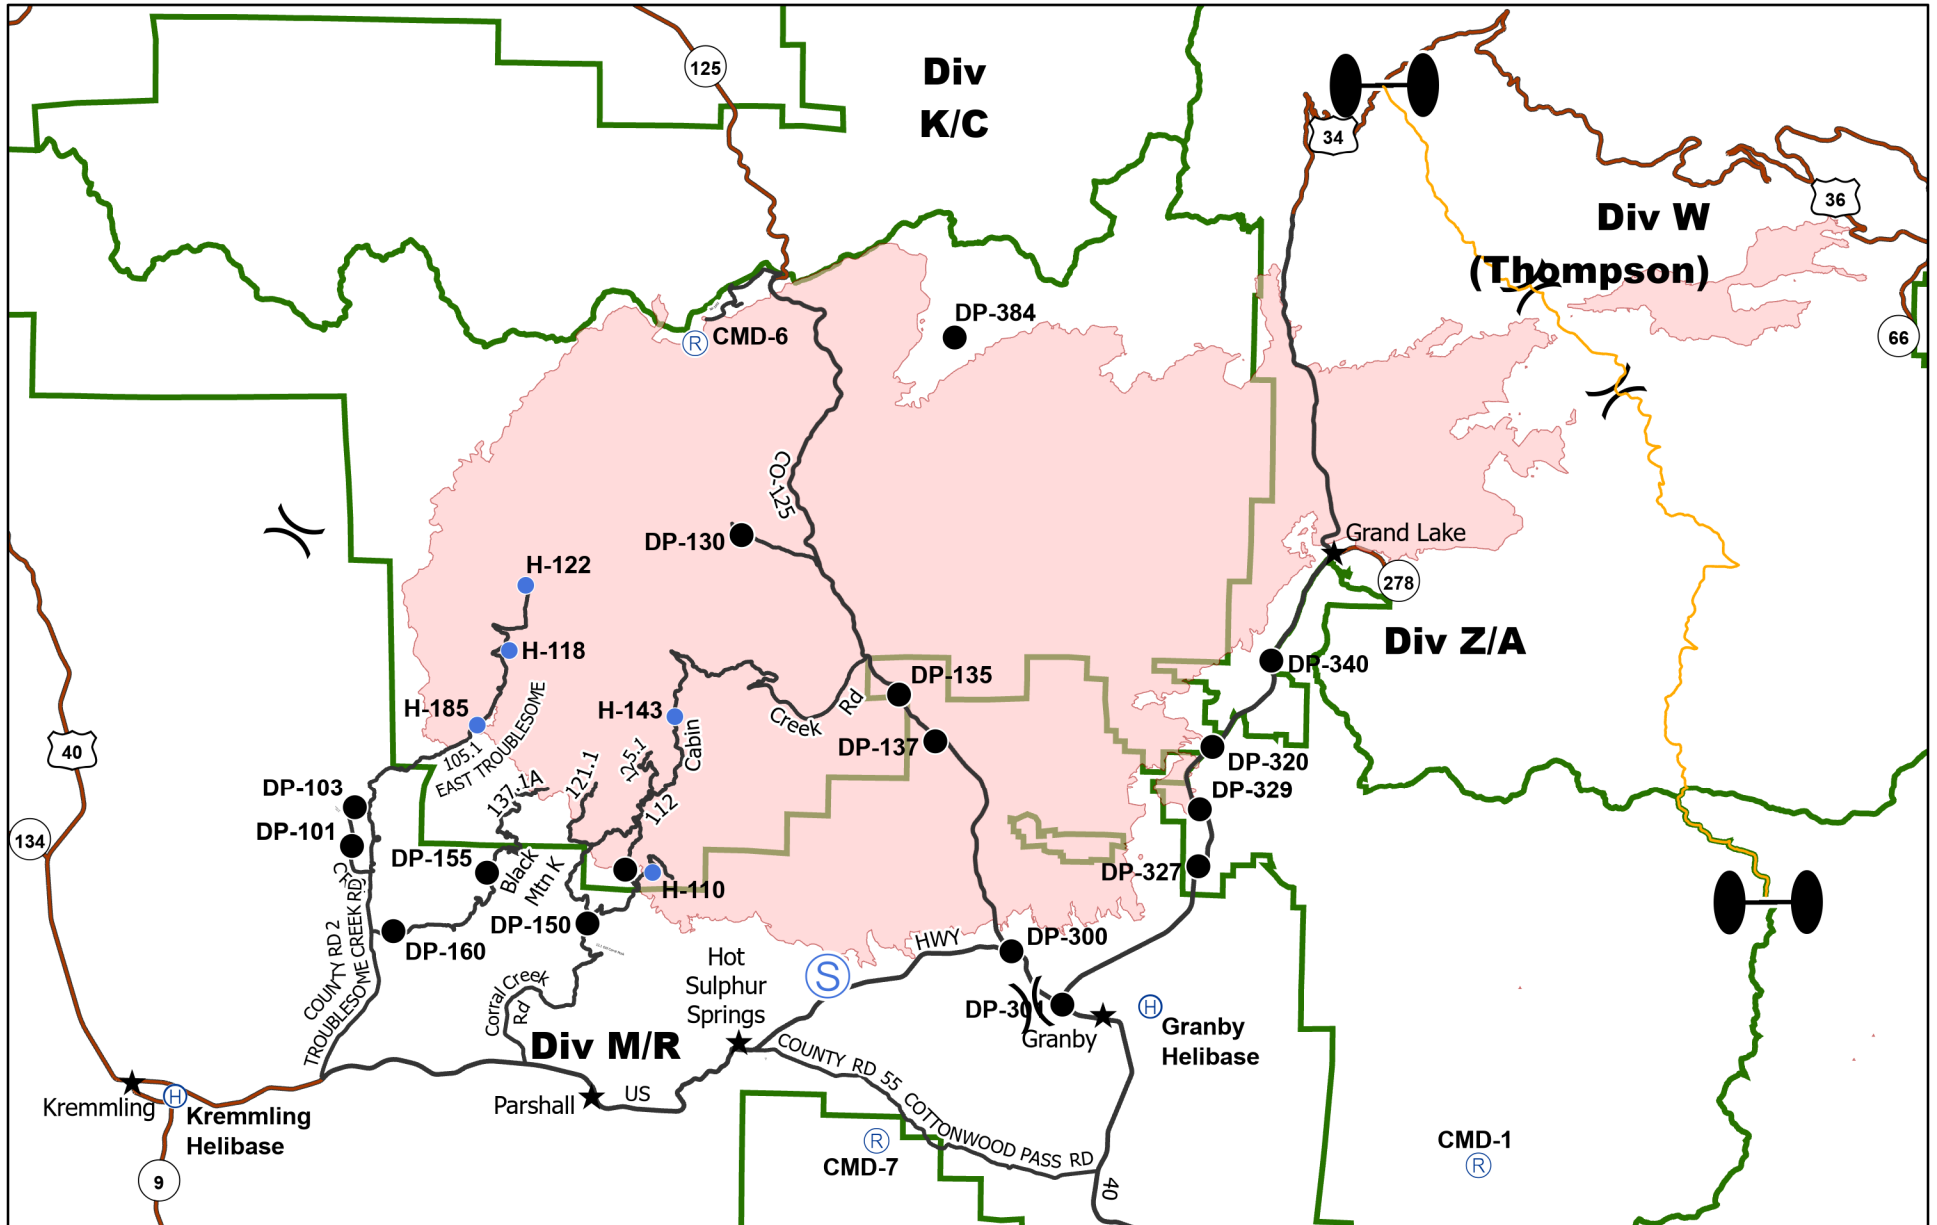 125
Div
K/C
34
36
Div W
(Thompson)
66
DP-384
R
CMD-6
CO-125
DP-130
Grand Lake
278
H-122
H-118
DP-340
Div Z/A
DP-135
H-185
H-143
Creek
Rd
Cabin
DP-137
40
105.1
EAST TROUBLESOME
121.1
DP-320
137.1A
DP-103
DP-329
112
DP-101
134
DP-155
Black
Mtn K
DP-327
H-110
DP-150
DP-160
COUNTY RD 2
TROUBLESOME CREEK RD
HWY
DP-300
Hot
Sulphur
Springs
S
Corral Creek
Rd
DP-301
H
Granby
Helibase
Granby
Div M/R
COUNTY RD 55 COTTONWOOD PASS RD
US
Parshall
Kremmling
H
Kremmling
Helibase
R
CMD-7
CMD-1
R
9
40